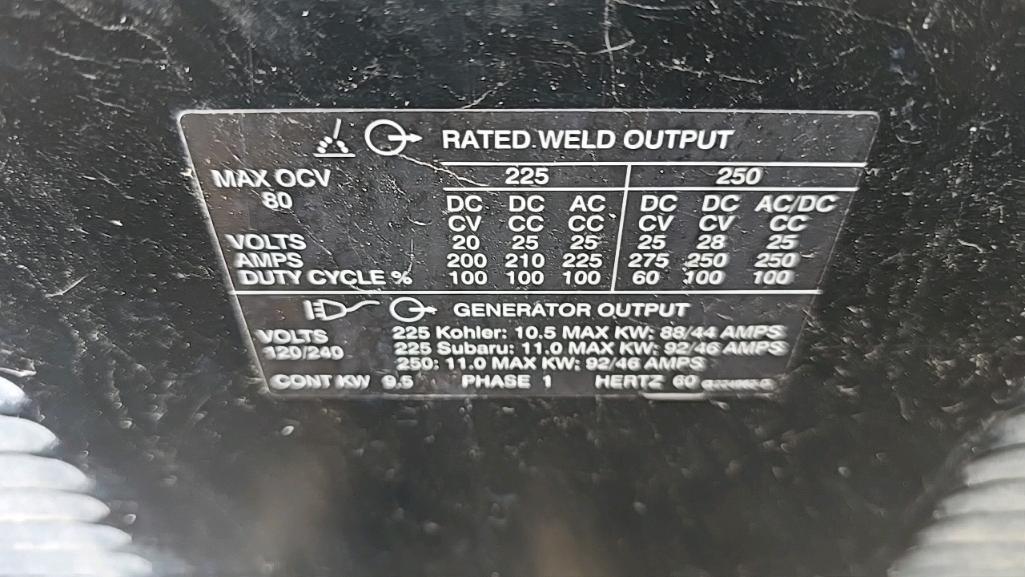 RATED WELD OUTPUT
MAX OCV 225 250
80 DC DC AC DC DC AC/DC
CV CC CC CV CV CC
VOLTS 20 25 25 25 28 25
AMPS 200 210 225 275 250 250
DUTY CYCLE % 100 100 100 60 100 100
GENERATOR OUTPUT
VOLTS 225 Kohler: 10.5 MAX KW; 88/44 AMPS
120/240 225 Subaru: 11.0 MAX KW; 92/46 AMPS
250: 11.0 MAX KW; 92/46 AMPS
CONT KW 9.5 PHASE 1 HERTZ 60